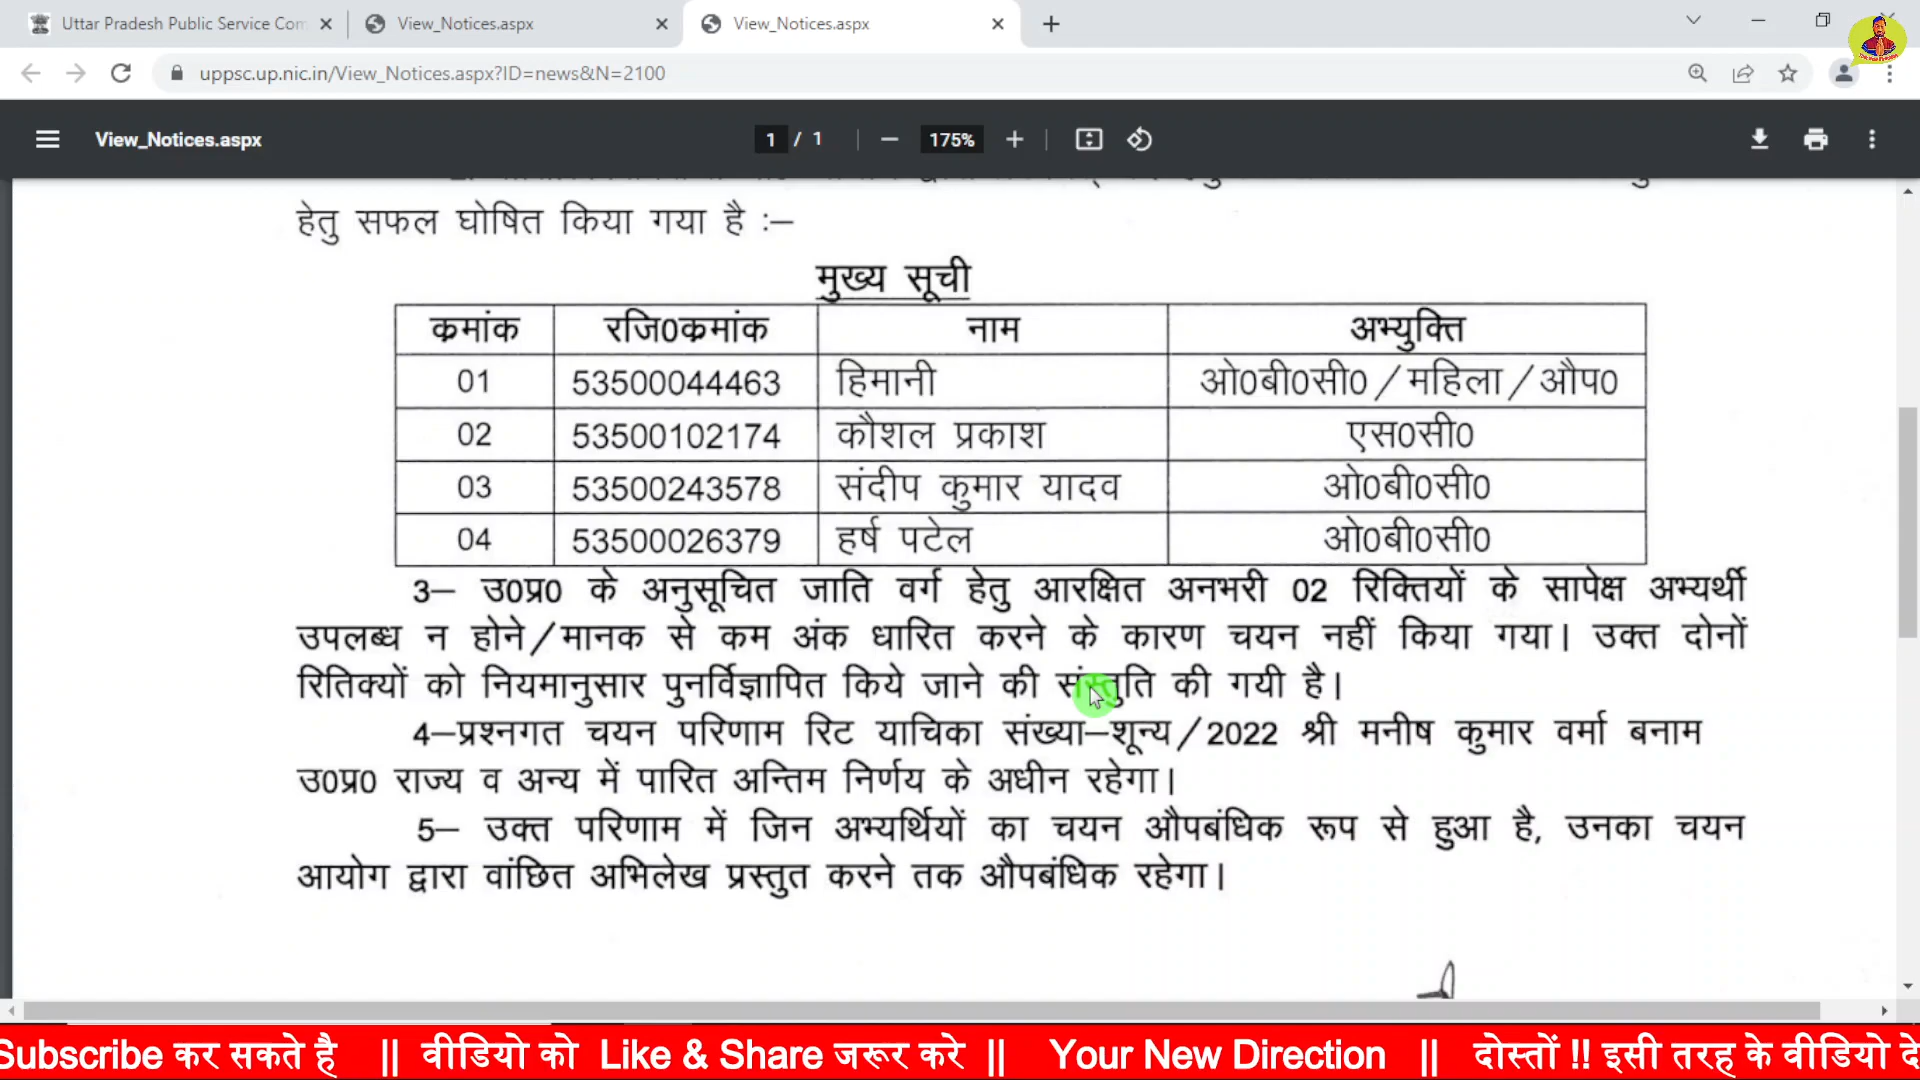 Uttar Pradesh Public Service Com
View_Notices.aspx
View_Notices.aspx
uppsc.up.nic.in/View_Notices.aspx?ID=news&N=2100
View_Notices.aspx
1 / 1
175%
हेतु सफल घोषित किया गया है :–
मुख्य सूची
क्रमांक रजि0क्रमांक नाम अभ्युक्ति
01 53500044463 हिमानी ओ0बी0सी0/महिला/औप0
02 53500102174 कौशल प्रकाश एस0सी0
03 53500243578 संदीप कुमार यादव ओ0बी0सी0
04 53500026379 हर्ष पटेल ओ0बी0सी0
3– उ0प्र0 के अनुसूचित जाति वर्ग हेतु आरक्षित अनभरी 02 रिक्तियों के सापेक्ष अभ्यर्थी
उपलब्ध न होने/मानक से कम अंक धारित करने के कारण चयन नहीं किया गया। उक्त दोनों
रितिक्यों को नियमानुसार पुनर्विज्ञापित किये जाने की संस्तुति की गयी है।
4–प्रश्नगत चयन परिणाम रिट याचिका संख्या–शून्य/2022 श्री मनीष कुमार वर्मा बनाम
उ0प्र0 राज्य व अन्य में पारित अन्तिम निर्णय के अधीन रहेगा।
5– उक्त परिणाम में जिन अभ्यर्थियों का चयन औपबंधिक रूप से हुआ है, उनका चयन
आयोग द्वारा वांछित अभिलेख प्रस्तुत करने तक औपबंधिक रहेगा।
Subscribe कर सकते है || वीडियो को Like & Share जरूर करे || Your New Direction || दोस्तों !! इसी तरह के वीडियो दे